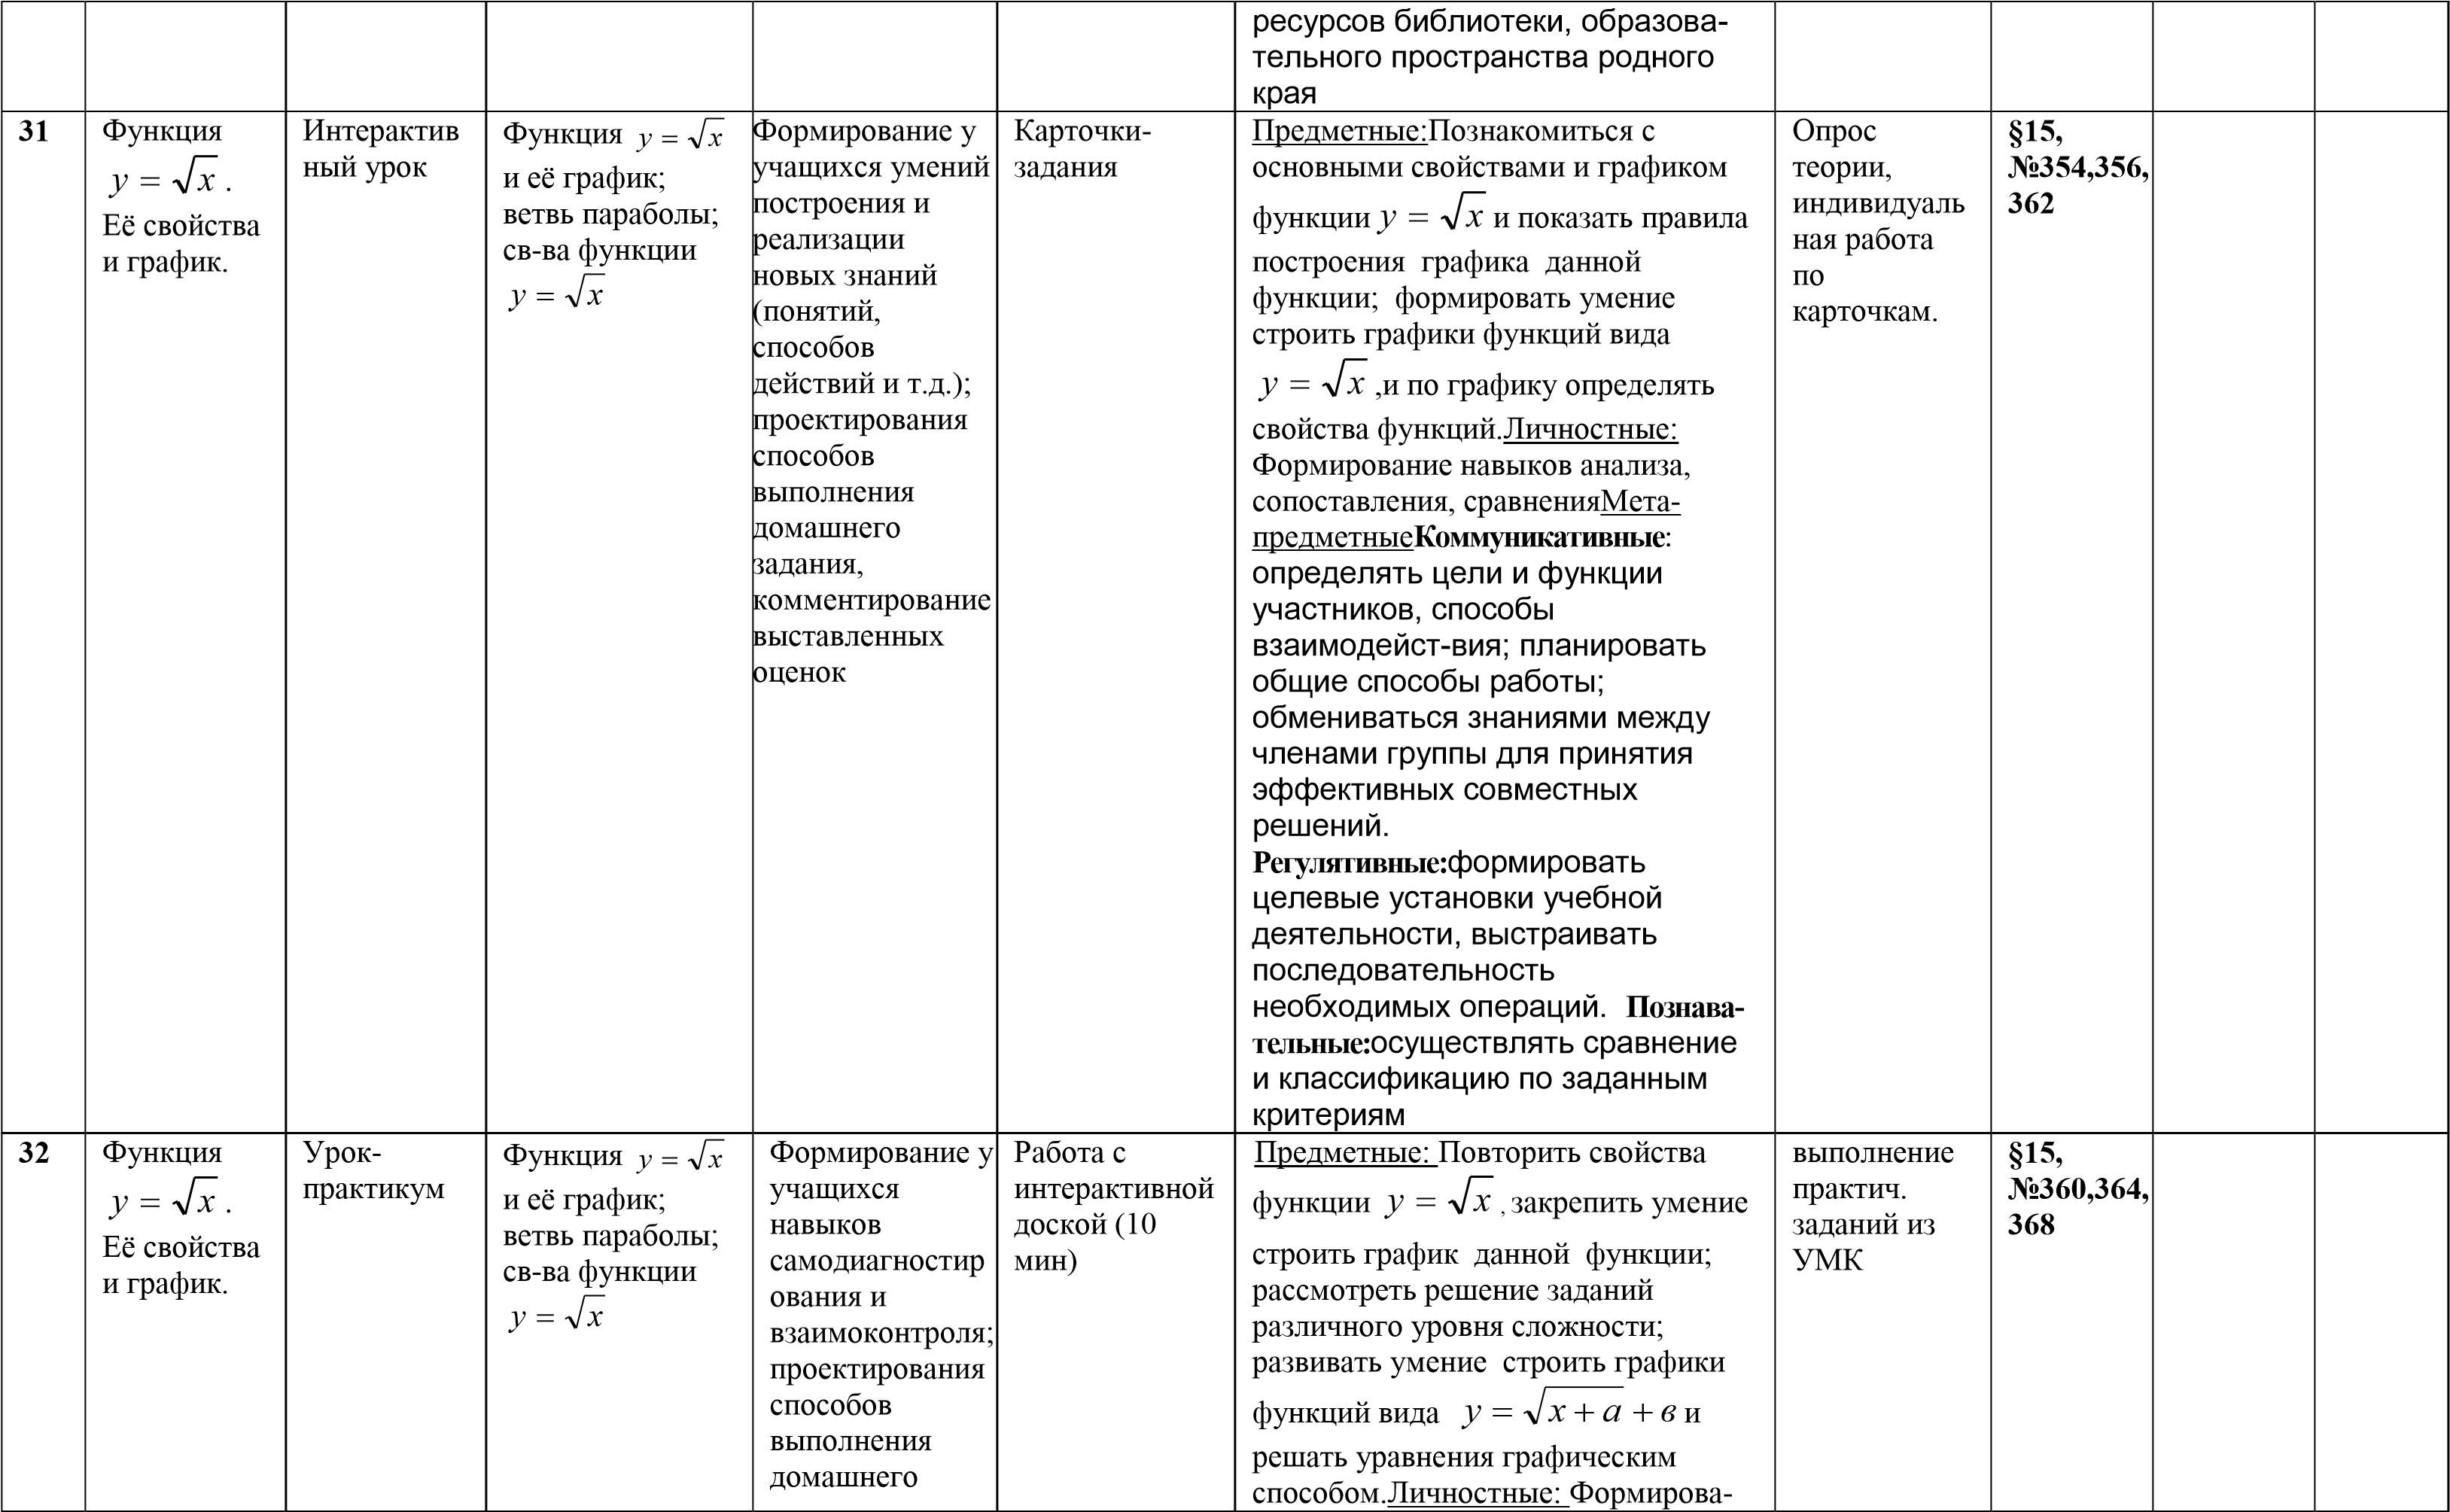 ресурсов библиотеки, образова-
тельного пространства родного
края
31
Функция
y = √x .
Её свойства
и график.
Интерактив
ный урок
Функция y = √x
и её график;
ветвь параболы;
св-ва функции
y = √x
Формирование у
учащихся умений
построения и
реализации
новых знаний
(понятий,
способов
действий и т.д.);
проектирования
способов
выполнения
домашнего
задания,
комментирование
выставленных
оценок
Карточки-
задания
Предметные:Познакомиться с
основными свойствами и графиком
функции y = √x и показать правила
построения графика данной
функции; формировать умение
строить графики функций вида
y = √x ,и по графику определять
свойства функций.Личностные:
Формирование навыков анализа,
сопоставления, сравненияМета-
предметныеКоммуникативные:
определять цели и функции
участников, способы
взаимодейст-вия; планировать
общие способы работы;
обмениваться знаниями между
членами группы для принятия
эффективных совместных
решений.
Регулятивные:формировать
целевые установки учебной
деятельности, выстраивать
последовательность
необходимых операций. Познава-
тельные:осуществлять сравнение
и классификацию по заданным
критериям
Опрос
теории,
индивидуаль
ная работа
по
карточкам.
§15,
№354,356,
362
32
Функция
y = √x .
Её свойства
и график.
Урок-
практикум
Функция y = √x
и её график;
ветвь параболы;
св-ва функции
y = √x
Формирование у
учащихся
навыков
самодиагностир
ования и
взаимоконтроля;
проектирования
способов
выполнения
домашнего
Работа с
интерактивной
доской (10
мин)
Предметные: Повторить свойства
функции y = √x , закрепить умение
строить график данной функции;
рассмотреть решение заданий
различного уровня сложности;
развивать умение строить графики
функций вида y = √(x + a) + в и
решать уравнения графическим
способом.Личностные: Формирова-
выполнение
практич.
заданий из
УМК
§15,
№360,364,
368